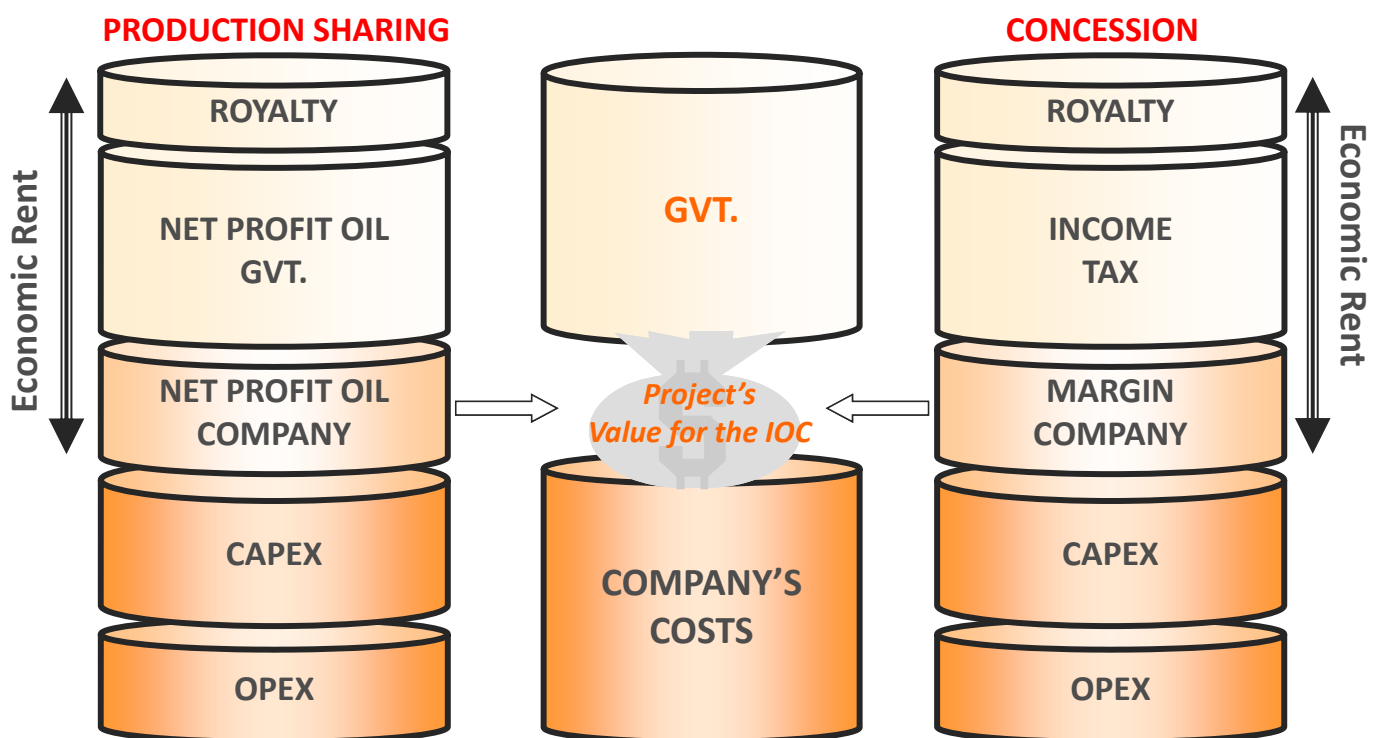 PRODUCTION SHARING
CONCESSION
Economic Rent
ROYALTY
NET PROFIT OIL
GVT.
NET PROFIT OIL
COMPANY
CAPEX
OPEX
GVT.
$
Project's
Value for the IOC
COMPANY'S
COSTS
ROYALTY
INCOME
TAX
MARGIN
COMPANY
CAPEX
OPEX
Economic Rent